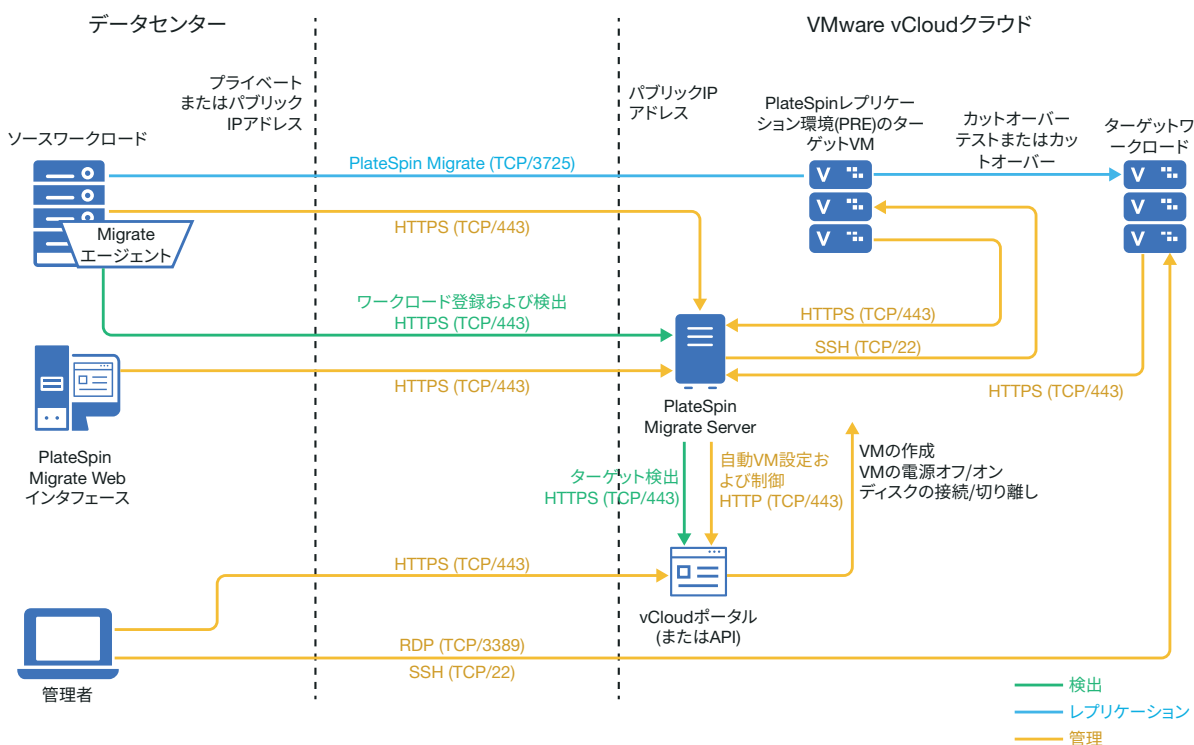 データセンター
VMware vCloudクラウド
プライベート
またはパブリック
IPアドレス
パブリックIP
アドレス
ソースワークロード
PlateSpinレプリケー
ション環境(PRE)のター
ゲットVM
カットオーバー
テストまたはカッ
トオーバー
ターゲットワ
ークロード
PlateSpin Migrate (TCP/3725)
V
V
V
V
V
V
HTTPS (TCP/443)
Migrate
エージェント
ワークロード登録および検出
HTTPS (TCP/443)
HTTPS (TCP/443)
SSH (TCP/22)
HTTPS (TCP/443)
HTTPS (TCP/443)
PlateSpin
Migrate Server
PlateSpin
Migrate Web
インタフェース
ターゲット検出
HTTPS (TCP/443)
自動VM設定お
よび制御
HTTP (TCP/443)
VMの作成
VMの電源オフ/オン
ディスクの接続/切り離し
HTTPS (TCP/443)
vCloudポータル
(またはAPI)
RDP (TCP/3389)
SSH (TCP/22)
管理者
検出
レプリケーション
管理